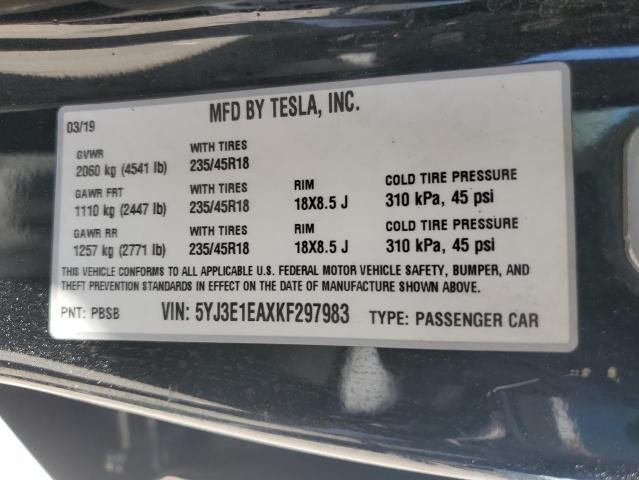 MFD BY TESLA, INC.
03/19
GVWR WITH TIRES
2060 kg (4541 lb) 235/45R18
GAWR FRT WITH TIRES RIM COLD TIRE PRESSURE
1110 kg (2447 lb) 235/45R18 18X8.5 J 310 kPa, 45 psi
GAWR RR WITH TIRES RIM COLD TIRE PRESSURE
1257 kg (2771 lb) 235/45R18 18X8.5 J 310 kPa, 45 psi
THIS VEHICLE CONFORMS TO ALL APPLICABLE U.S. FEDERAL MOTOR VEHICLE SAFETY, BUMPER, AND
THEFT PREVENTION STANDARDS IN EFFECT ON THE DATE OF MANUFACTURE SHOWN ABOVE.
PNT: PBSB VIN: 5YJ3E1EAXKF297983 TYPE: PASSENGER CAR